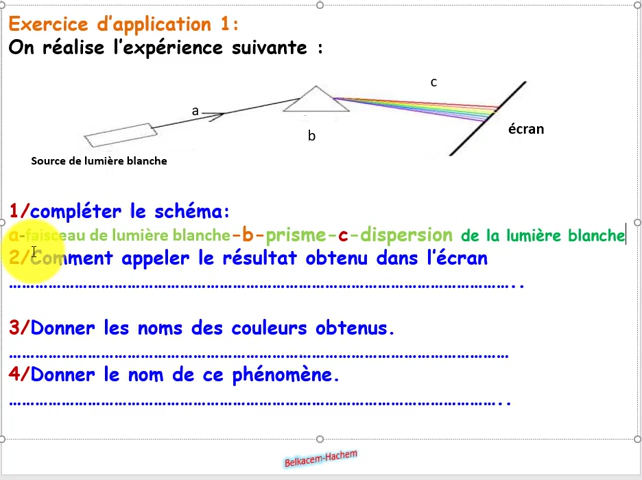 Exercice d'application 1:
On réalise l'expérience suivante :
c
a
écran
b
Source de lumière blanche
1/compléter le schéma:
a-faisceau de lumière blanche-b-prisme-c-dispersion de la lumière blanche
2/Comment appeler le résultat obtenu dans l'écran
……………………………………………………………………………………………..
3/Donner les noms des couleurs obtenus.
……………………………………………………………………………………………
4/Donner le nom de ce phénomène.
…………………………………………………………………………………………..
Belkacem-Hachem